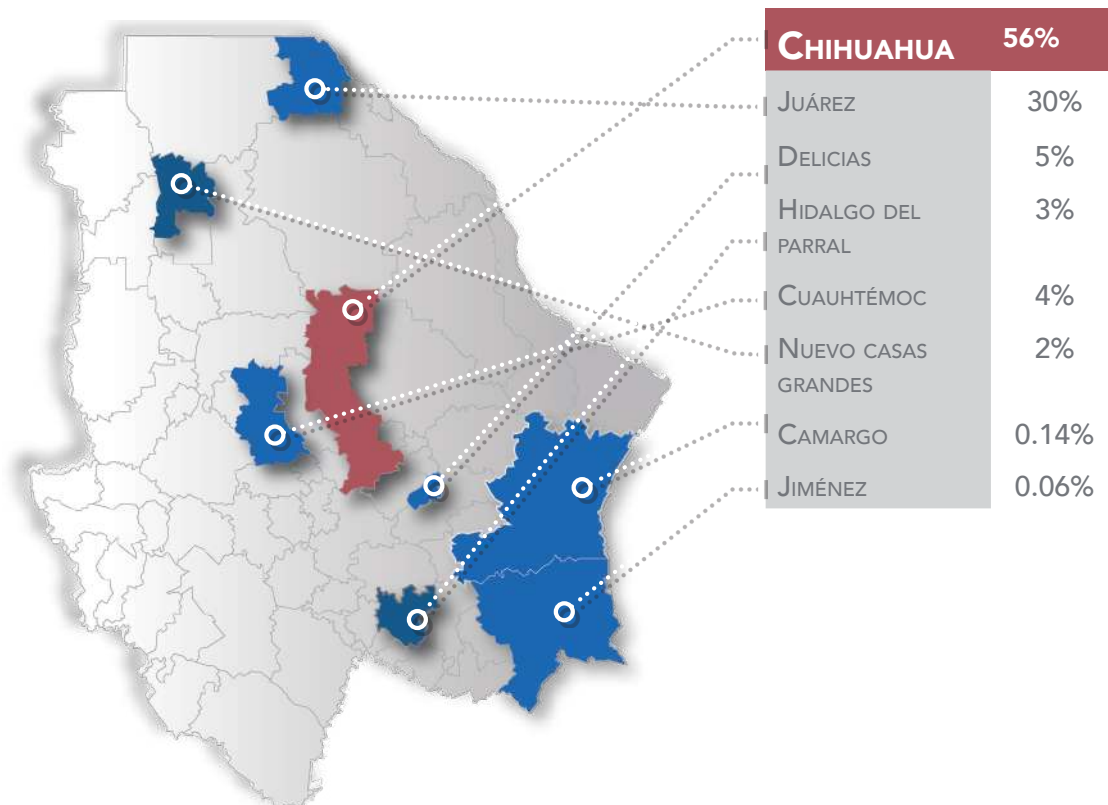 CHIHUAHUA 56%
JUÁREZ 30%
DELICIAS 5%
HIDALGO DEL 3%
PARRAL
CUAUHTÉMOC 4%
NUEVO CASAS 2%
GRANDES
CAMARGO 0.14%
JIMÉNEZ 0.06%